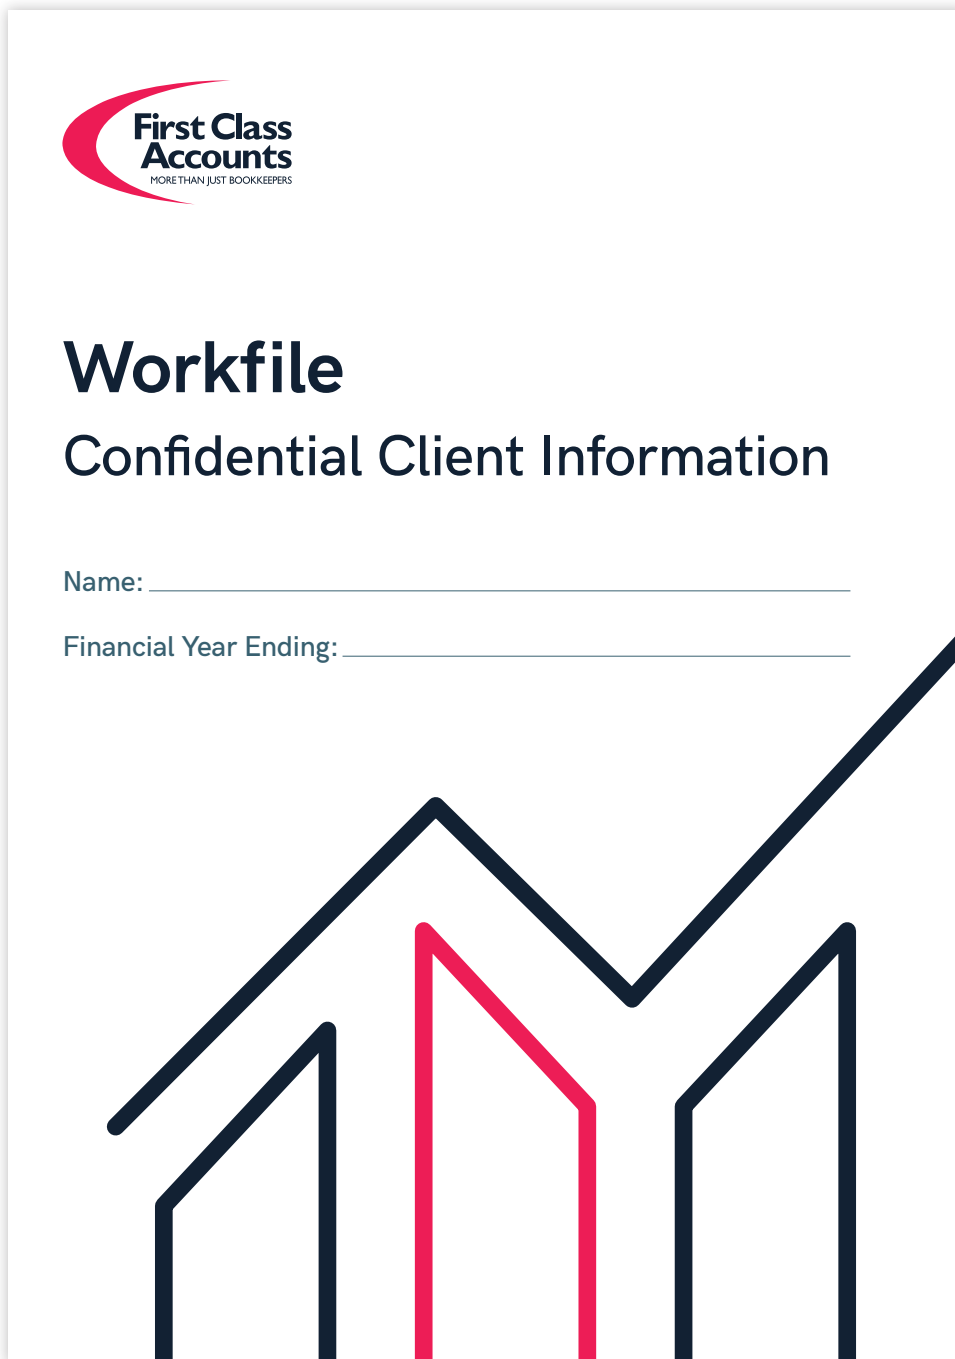 First Class
Accounts
MORE THAN JUST BOOKKEEPERS
Workfile
Confidential Client Information
Name:
Financial Year Ending: